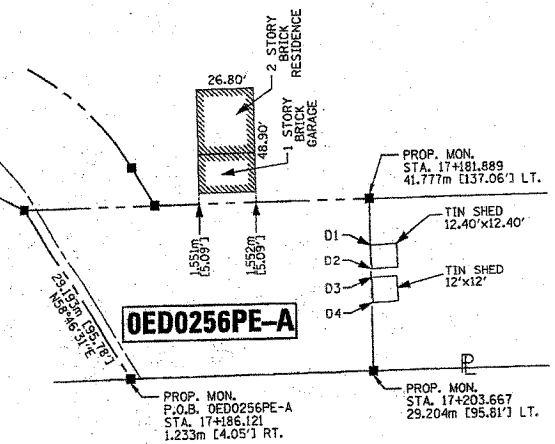 26.80'
2 STORY
BRICK
RESIDENCE
48.90'
1 STORY
BRICK
GARAGE
PROP. MON.
STA. 17+181.889
41.777m [137.06'] LT.
1.551m
[5.09']
1.552m
[5.09']
D1
D2
D3
D4
TIN SHED
12.40'x12.40'
TIN SHED
12'x12'
29.193m [95.78']
N58°46'31"E
0ED0256PE-A
PL
PROP. MON.
P.O.B. 0ED0256PE-A
STA. 17+186.121
1.233m [4.05'] RT.
PROP. MON.
STA. 17+203.667
29.204m [95.81'] LT.